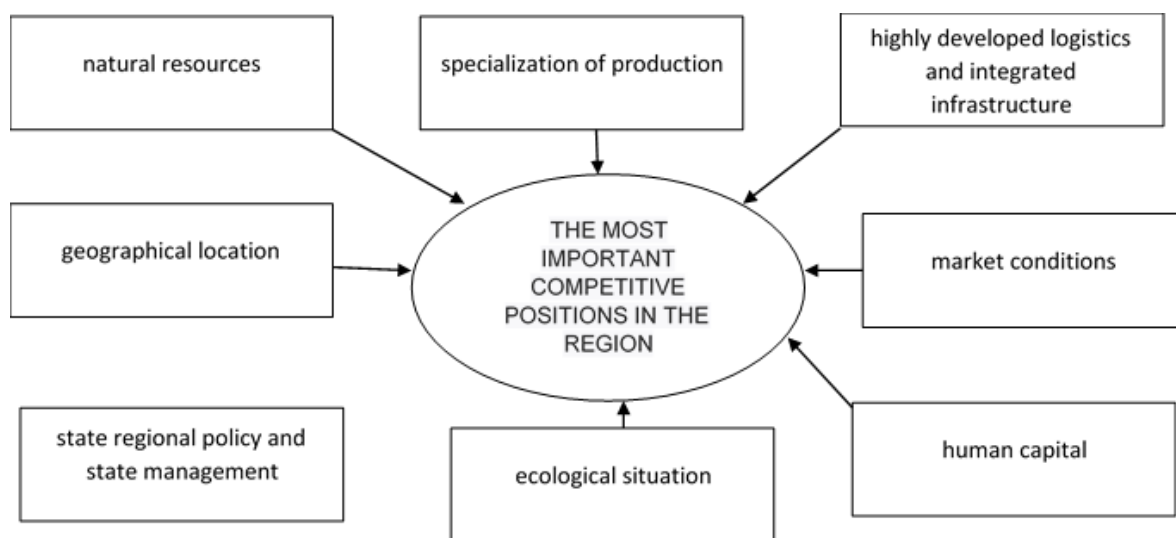 natural resources
specialization of production
highly developed logistics
and integrated
infrastructure
geographical location
THE MOST
IMPORTANT
COMPETITIVE
POSITIONS IN THE
REGION
market conditions
state regional policy and
state management
ecological situation
human capital